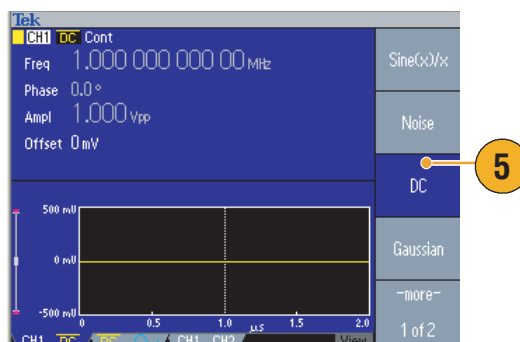 Tek
CH1 DC Cont
Freq 1.000 000 000 00 MHz
Phase 0.0 °
Ampl 1.000 Vpp
Offset 0 mV
Sine(x)/x
Noise
DC
Gaussian
-more-
1 of 2
5
500 mV
0 mV
-500 mV
0 0.5 1.0 μs 1.5 2.0
CH1 DC DC CH1 CH2 View